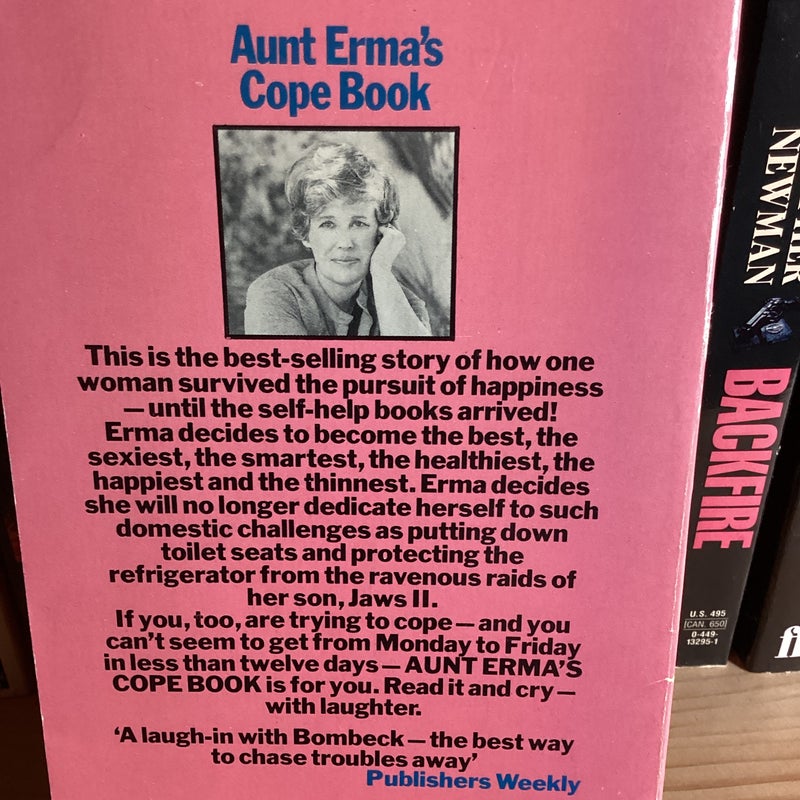 Aunt Erma's
Cope Book
This is the best-selling story of how one
woman survived the pursuit of happiness
—until the self-help books arrived!
Erma decides to become the best, the
sexiest, the smartest, the healthiest, the
happiest and the thinnest. Erma decides
she will no longer dedicate herself to such
domestic challenges as putting down
toilet seats and protecting the
refrigerator from the ravenous raids of
her son, Jaws II.
If you, too, are trying to cope—and you
can't seem to get from Monday to Friday
in less than twelve days—AUNT ERMA'S
COPE BOOK is for you. Read it and cry—
with laughter.
'A laugh-in with Bombeck—the best way
to chase troubles away'
Publishers Weekly
NEWMAN
BACKFIRE
U.S. 495
[CAN. 650]
0-449-
13295-1